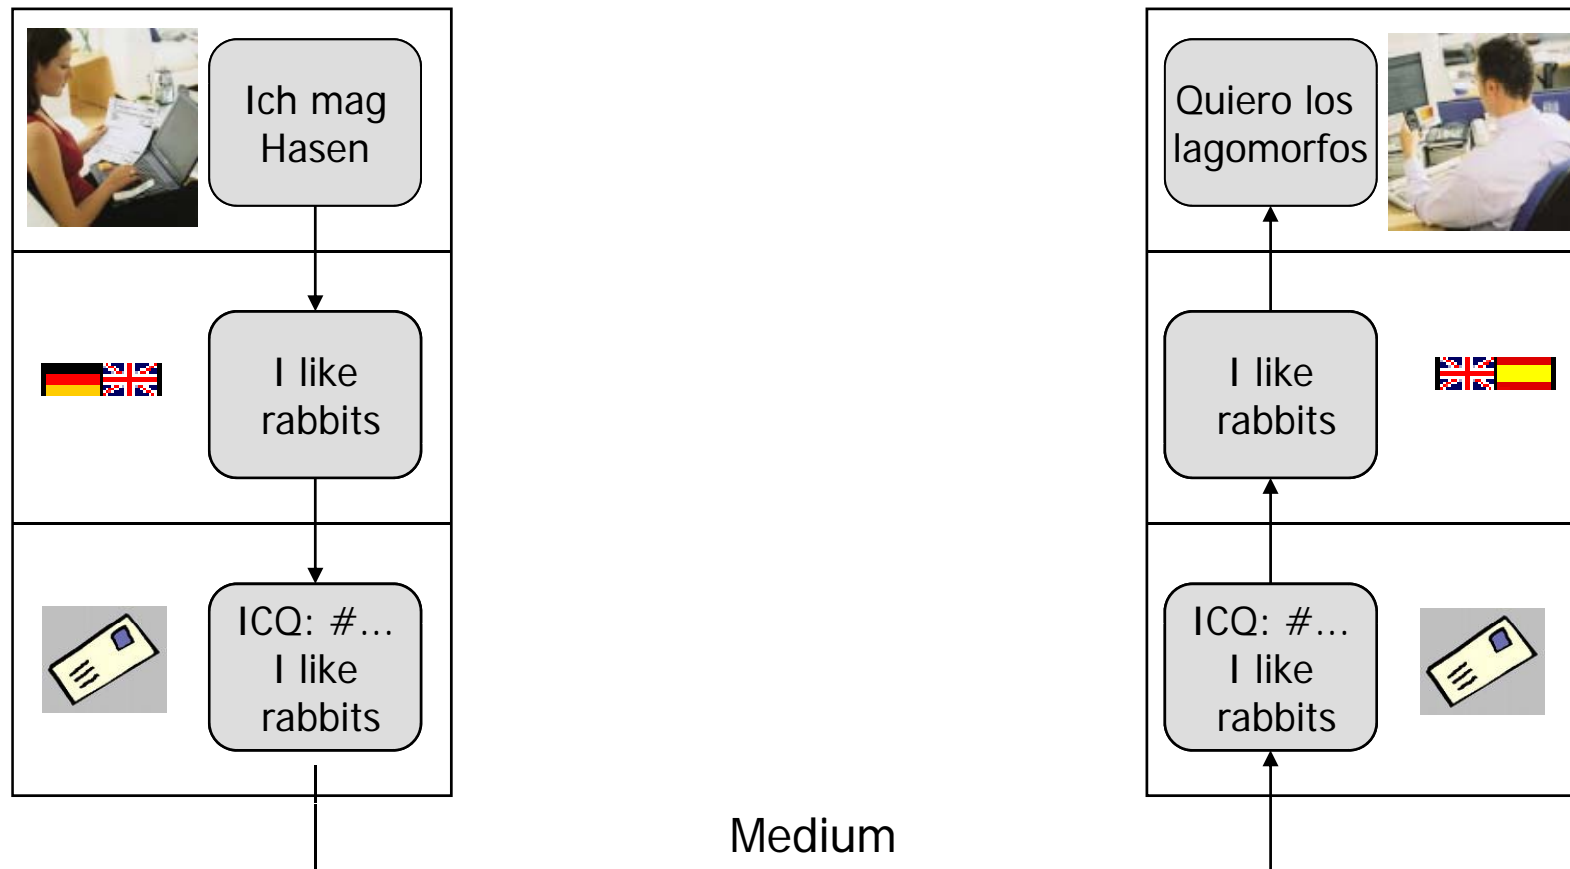 Ich mag
Hasen
I like
rabbits
ICQ: #...
I like
rabbits
Quiero los
lagomorfos
I like
rabbits
ICQ: #...
I like
rabbits
Medium